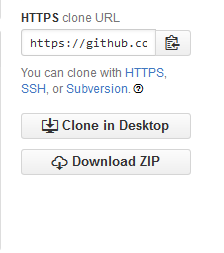 HTTPS clone URL
https://github.cc
You can clone with HTTPS,
SSH, or Subversion.
Clone in Desktop
Download ZIP